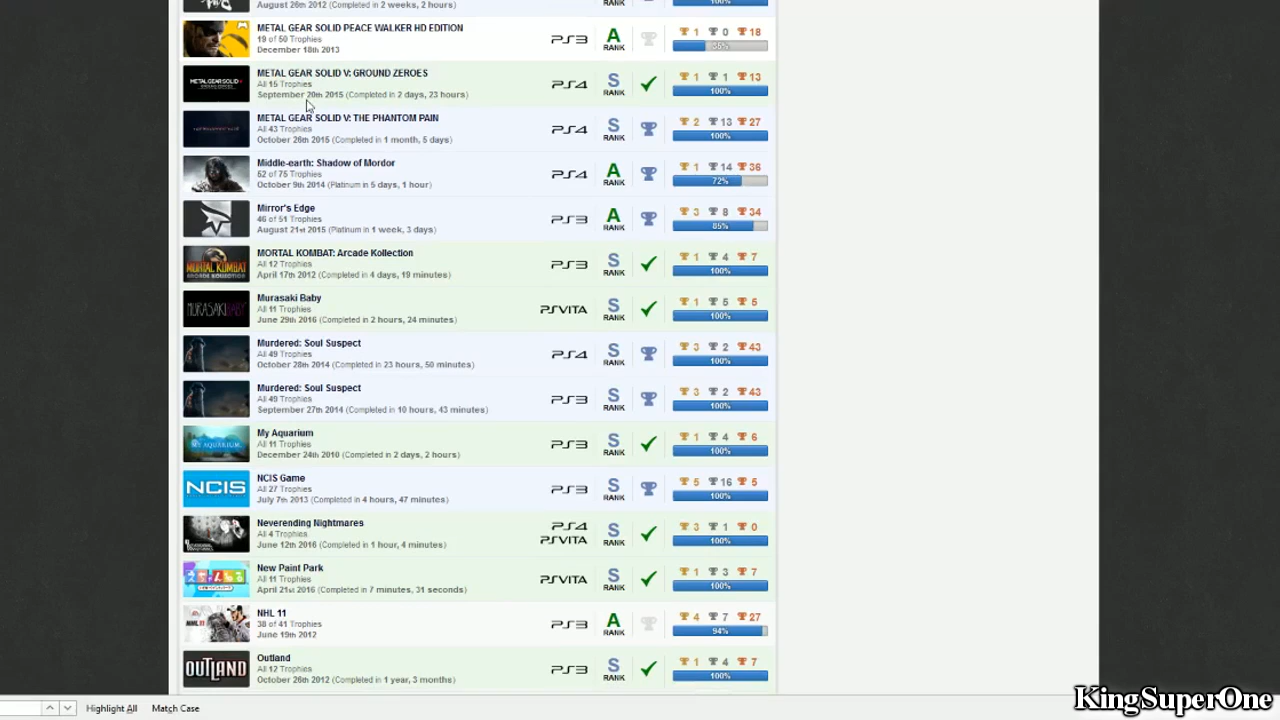 August 26th 2012 (Completed in 2 weeks, 2 hours)
RANK
100%
METAL GEAR SOLID PEACE WALKER HD EDITION
19 of 50 Trophies
December 18th 2013
PS3
A
RANK
1 0 18
METAL GEAR SOLID V: GROUND ZEROES
All 15 Trophies
September 20th 2015 (Completed in 2 days, 23 hours)
PS4
S
RANK
1 1 13
100%
METAL GEAR SOLID V: THE PHANTOM PAIN
All 43 Trophies
October 26th 2015 (Completed in 1 month, 5 days)
PS4
S
RANK
2 13 27
100%
Middle-earth: Shadow of Mordor
52 of 75 Trophies
October 9th 2014 (Platinum in 5 days, 1 hour)
PS4
A
RANK
1 14 36
72%
Mirror's Edge
46 of 51 Trophies
August 21st 2015 (Platinum in 1 week, 3 days)
PS3
A
RANK
3 8 34
85%
MORTAL KOMBAT
MORTAL KOMBAT: Arcade Kollection
All 12 Trophies
April 17th 2012 (Completed in 4 days, 19 minutes)
PS3
S
RANK
1 4 7
100%
MURASAKI BABY
Murasaki Baby
All 11 Trophies
June 29th 2016 (Completed in 2 hours, 24 minutes)
PSVITA
S
RANK
1 5 5
100%
Murdered: Soul Suspect
All 49 Trophies
October 28th 2014 (Completed in 23 hours, 50 minutes)
PS4
S
RANK
3 2 43
100%
Murdered: Soul Suspect
All 49 Trophies
September 27th 2014 (Completed in 10 hours, 43 minutes)
PS3
S
RANK
3 2 43
100%
MY AQUARIUM
My Aquarium
All 11 Trophies
December 24th 2010 (Completed in 2 days, 2 hours)
PS3
S
RANK
1 4 6
100%
NCIS
NCIS Game
All 27 Trophies
July 7th 2013 (Completed in 4 hours, 47 minutes)
PS3
S
RANK
5 16 5
100%
Neverending Nightmares
All 4 Trophies
June 12th 2016 (Completed in 1 hour, 4 minutes)
PS4
PSVITA
S
RANK
3 1 0
100%
New Paint Park
All 11 Trophies
April 21st 2016 (Completed in 7 minutes, 31 seconds)
PSVITA
S
RANK
1 3 7
100%
NHL 11
NHL 11
38 of 41 Trophies
June 19th 2012
PS3
A
RANK
4 7 27
94%
OUTLAND
Outland
All 12 Trophies
October 26th 2012 (Completed in 1 year, 3 months)
PS3
S
RANK
1 4 7
100%
Highlight All
Match Case
KingSuperOne